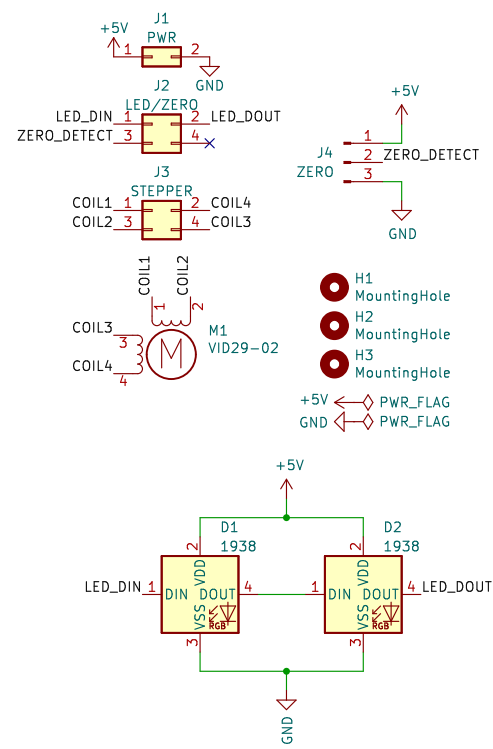 J1
+5V
PWR
1 2
GND
J2
LED/ZERO
LED_DIN 1 2 LED_DOUT
ZERO_DETECT 3 4
J3
STEPPER
COIL1 1 2 COIL4
COIL2 3 4 COIL3
+5V
1
J4 2 ZERO_DETECT
ZERO 3
GND
COIL1 COIL2
1 2
COIL3 3
COIL4 4
M
M1
VID29-02
H1
MountingHole
H2
MountingHole
H3
MountingHole
+5V PWR_FLAG
GND PWR_FLAG
+5V
D1
1938
2
VDD
LED_DIN 1 DIN DOUT 4
VSS
RGB
3
D2
1938
2
VDD
1 DIN DOUT 4 LED_DOUT
VSS
RGB
3
GND